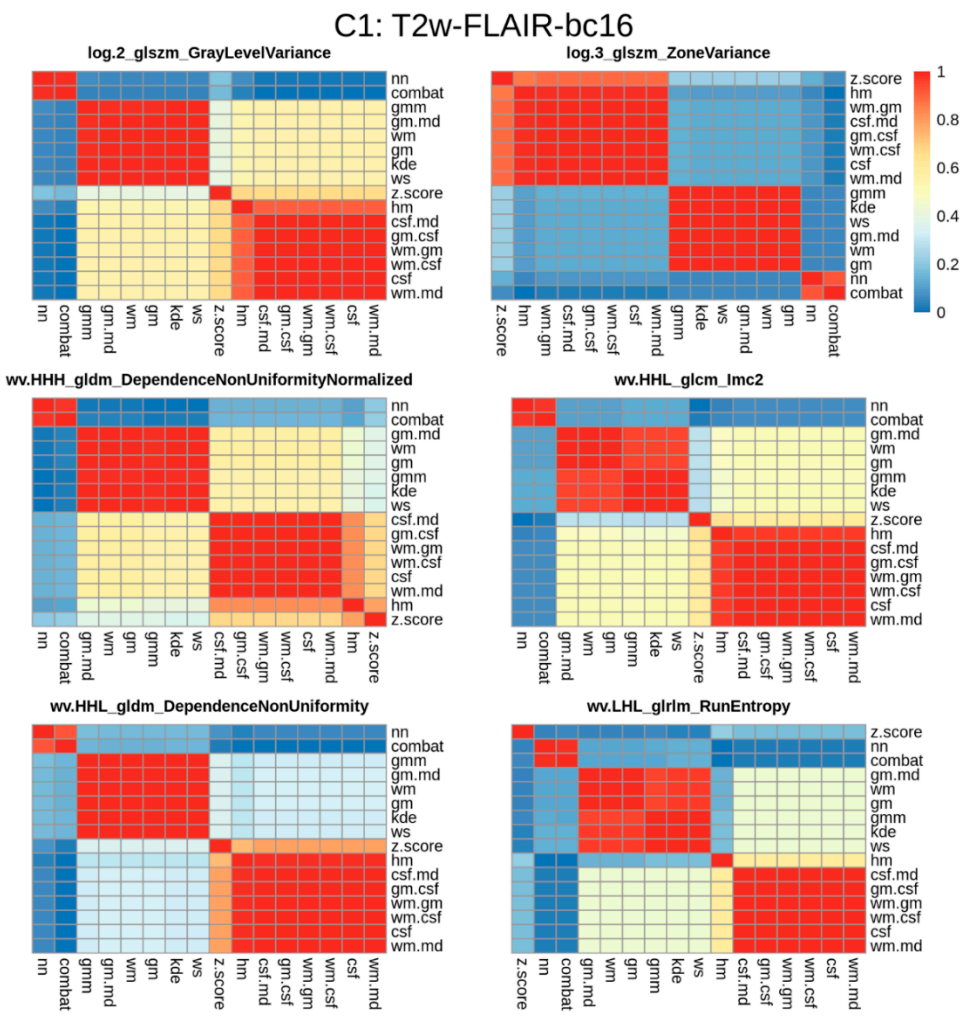 C1: T2w-FLAIR-bc16
log.2_glszm_GrayLevelVariance
nn
combat
gmm
gm.md
wm
gm
kde
ws
z.score
hm
csf.md
gm.csf
wm.gm
wm.csf
csf
wm.md
nn combat gmm gm.md wm gm kde ws z.score hm csf.md gm.csf wm.gm wm.csf csf wm.md
log.3_glszm_ZoneVariance
z.score
hm
wm.gm
csf.md
gm.csf
wm.csf
csf
wm.md
gmm
kde
ws
gm.md
wm
gm
nn
combat
z.score hm wm.gm csf.md gm.csf wm.csf csf wm.md gmm kde ws gm.md wm gm nn combat
1
0.8
0.6
0.4
0.2
0
wv.HHH_gldm_DependenceNonUniformityNormalized
nn
combat
gm.md
wm
gm
gmm
kde
ws
csf.md
gm.csf
wm.gm
wm.csf
csf
wm.md
hm
z.score
nn combat gm.md wm gm gmm kde ws csf.md gm.csf wm.gm wm.csf csf wm.md hm z.score
wv.HHL_glcm_Imc2
nn
combat
gm.md
wm
gm
gmm
kde
ws
z.score
hm
csf.md
gm.csf
wm.gm
wm.csf
csf
wm.md
nn combat gm.md wm gm gmm kde ws z.score hm csf.md gm.csf wm.gm wm.csf csf wm.md
wv.HHL_gldm_DependenceNonUniformity
nn
combat
gmm
gm.md
wm
gm
kde
ws
z.score
hm
csf.md
gm.csf
wm.gm
wm.csf
csf
wm.md
nn combat gmm gm.md wm gm kde ws z.score hm csf.md gm.csf wm.gm wm.csf csf wm.md
wv.LHL_glrlm_RunEntropy
z.score
nn
combat
gm.md
wm
gm
gmm
kde
ws
hm
csf.md
gm.csf
wm.gm
wm.csf
csf
wm.md
z.score nn combat gm.md wm gm gmm kde ws hm csf.md gm.csf wm.gm wm.csf csf wm.md